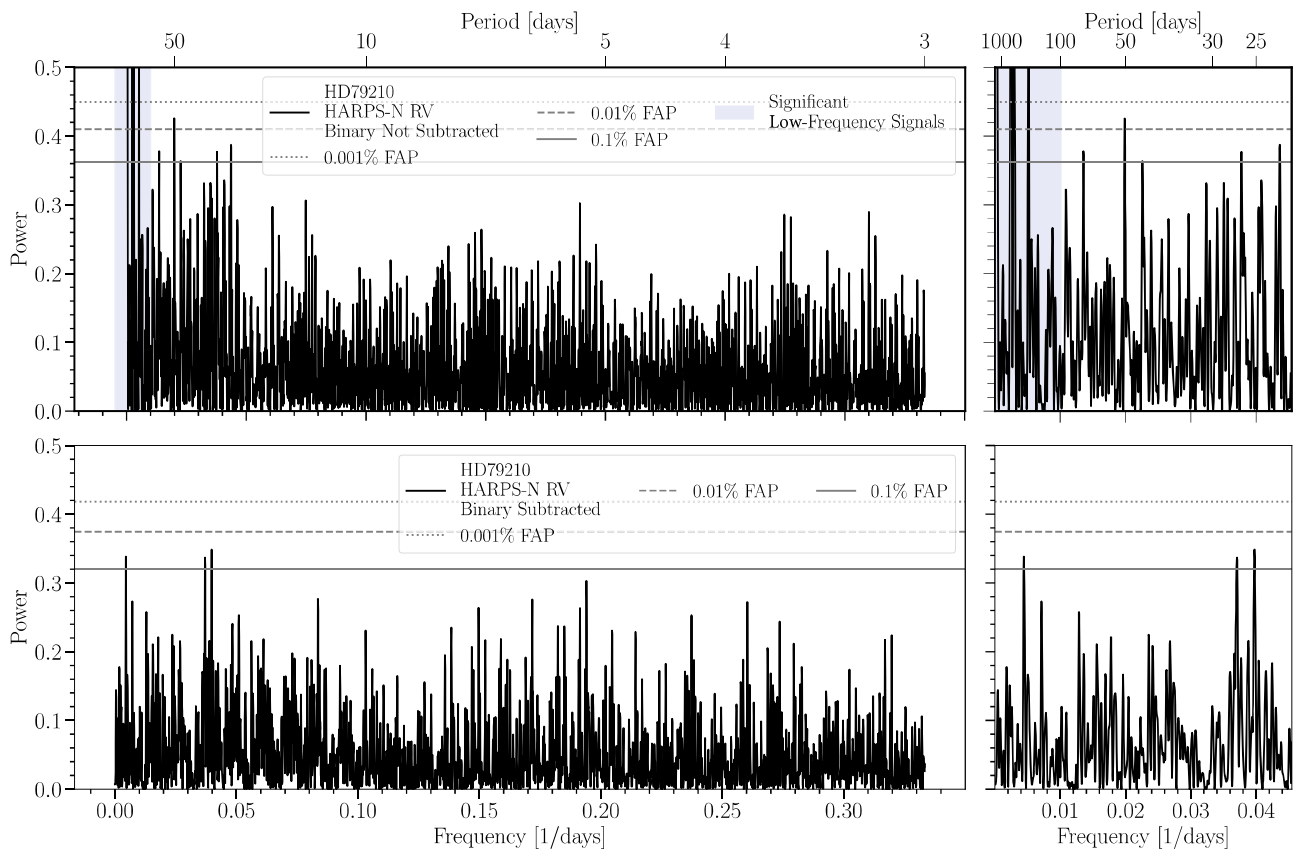 Period [days]
50 10 5 4 3
Period [days]
1000 100 50 30 25
0.5
0.4
0.3
0.2
0.1
0.0
Power
HD79210
HARPS-N RV
Binary Not Subtracted
0.001% FAP
0.01% FAP
0.1% FAP
Significant
Low-Frequency Signals
0.5
0.4
0.3
0.2
0.1
0.0
Power
HD79210
HARPS-N RV
Binary Subtracted
0.001% FAP
0.01% FAP
0.1% FAP
0.00 0.05 0.10 0.15 0.20 0.25 0.30
Frequency [1/days]
0.01 0.02 0.03 0.04
Frequency [1/days]